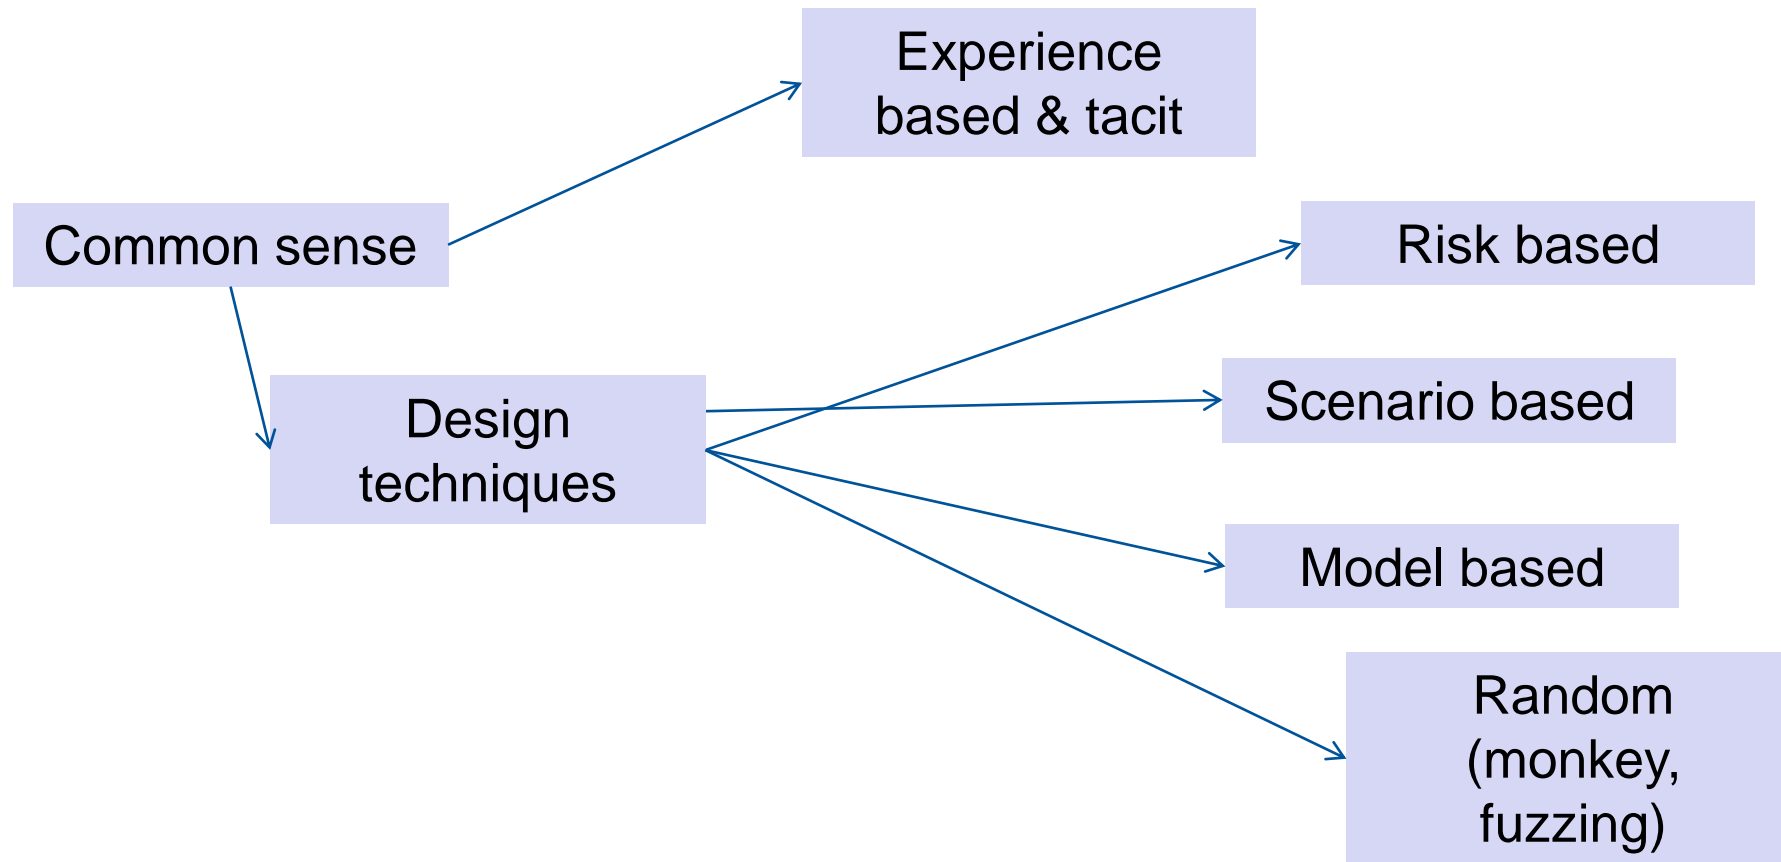 Experience
based & tacit
Common sense
Risk based
Scenario based
Design
techniques
Model based
Random
(monkey,
fuzzing)